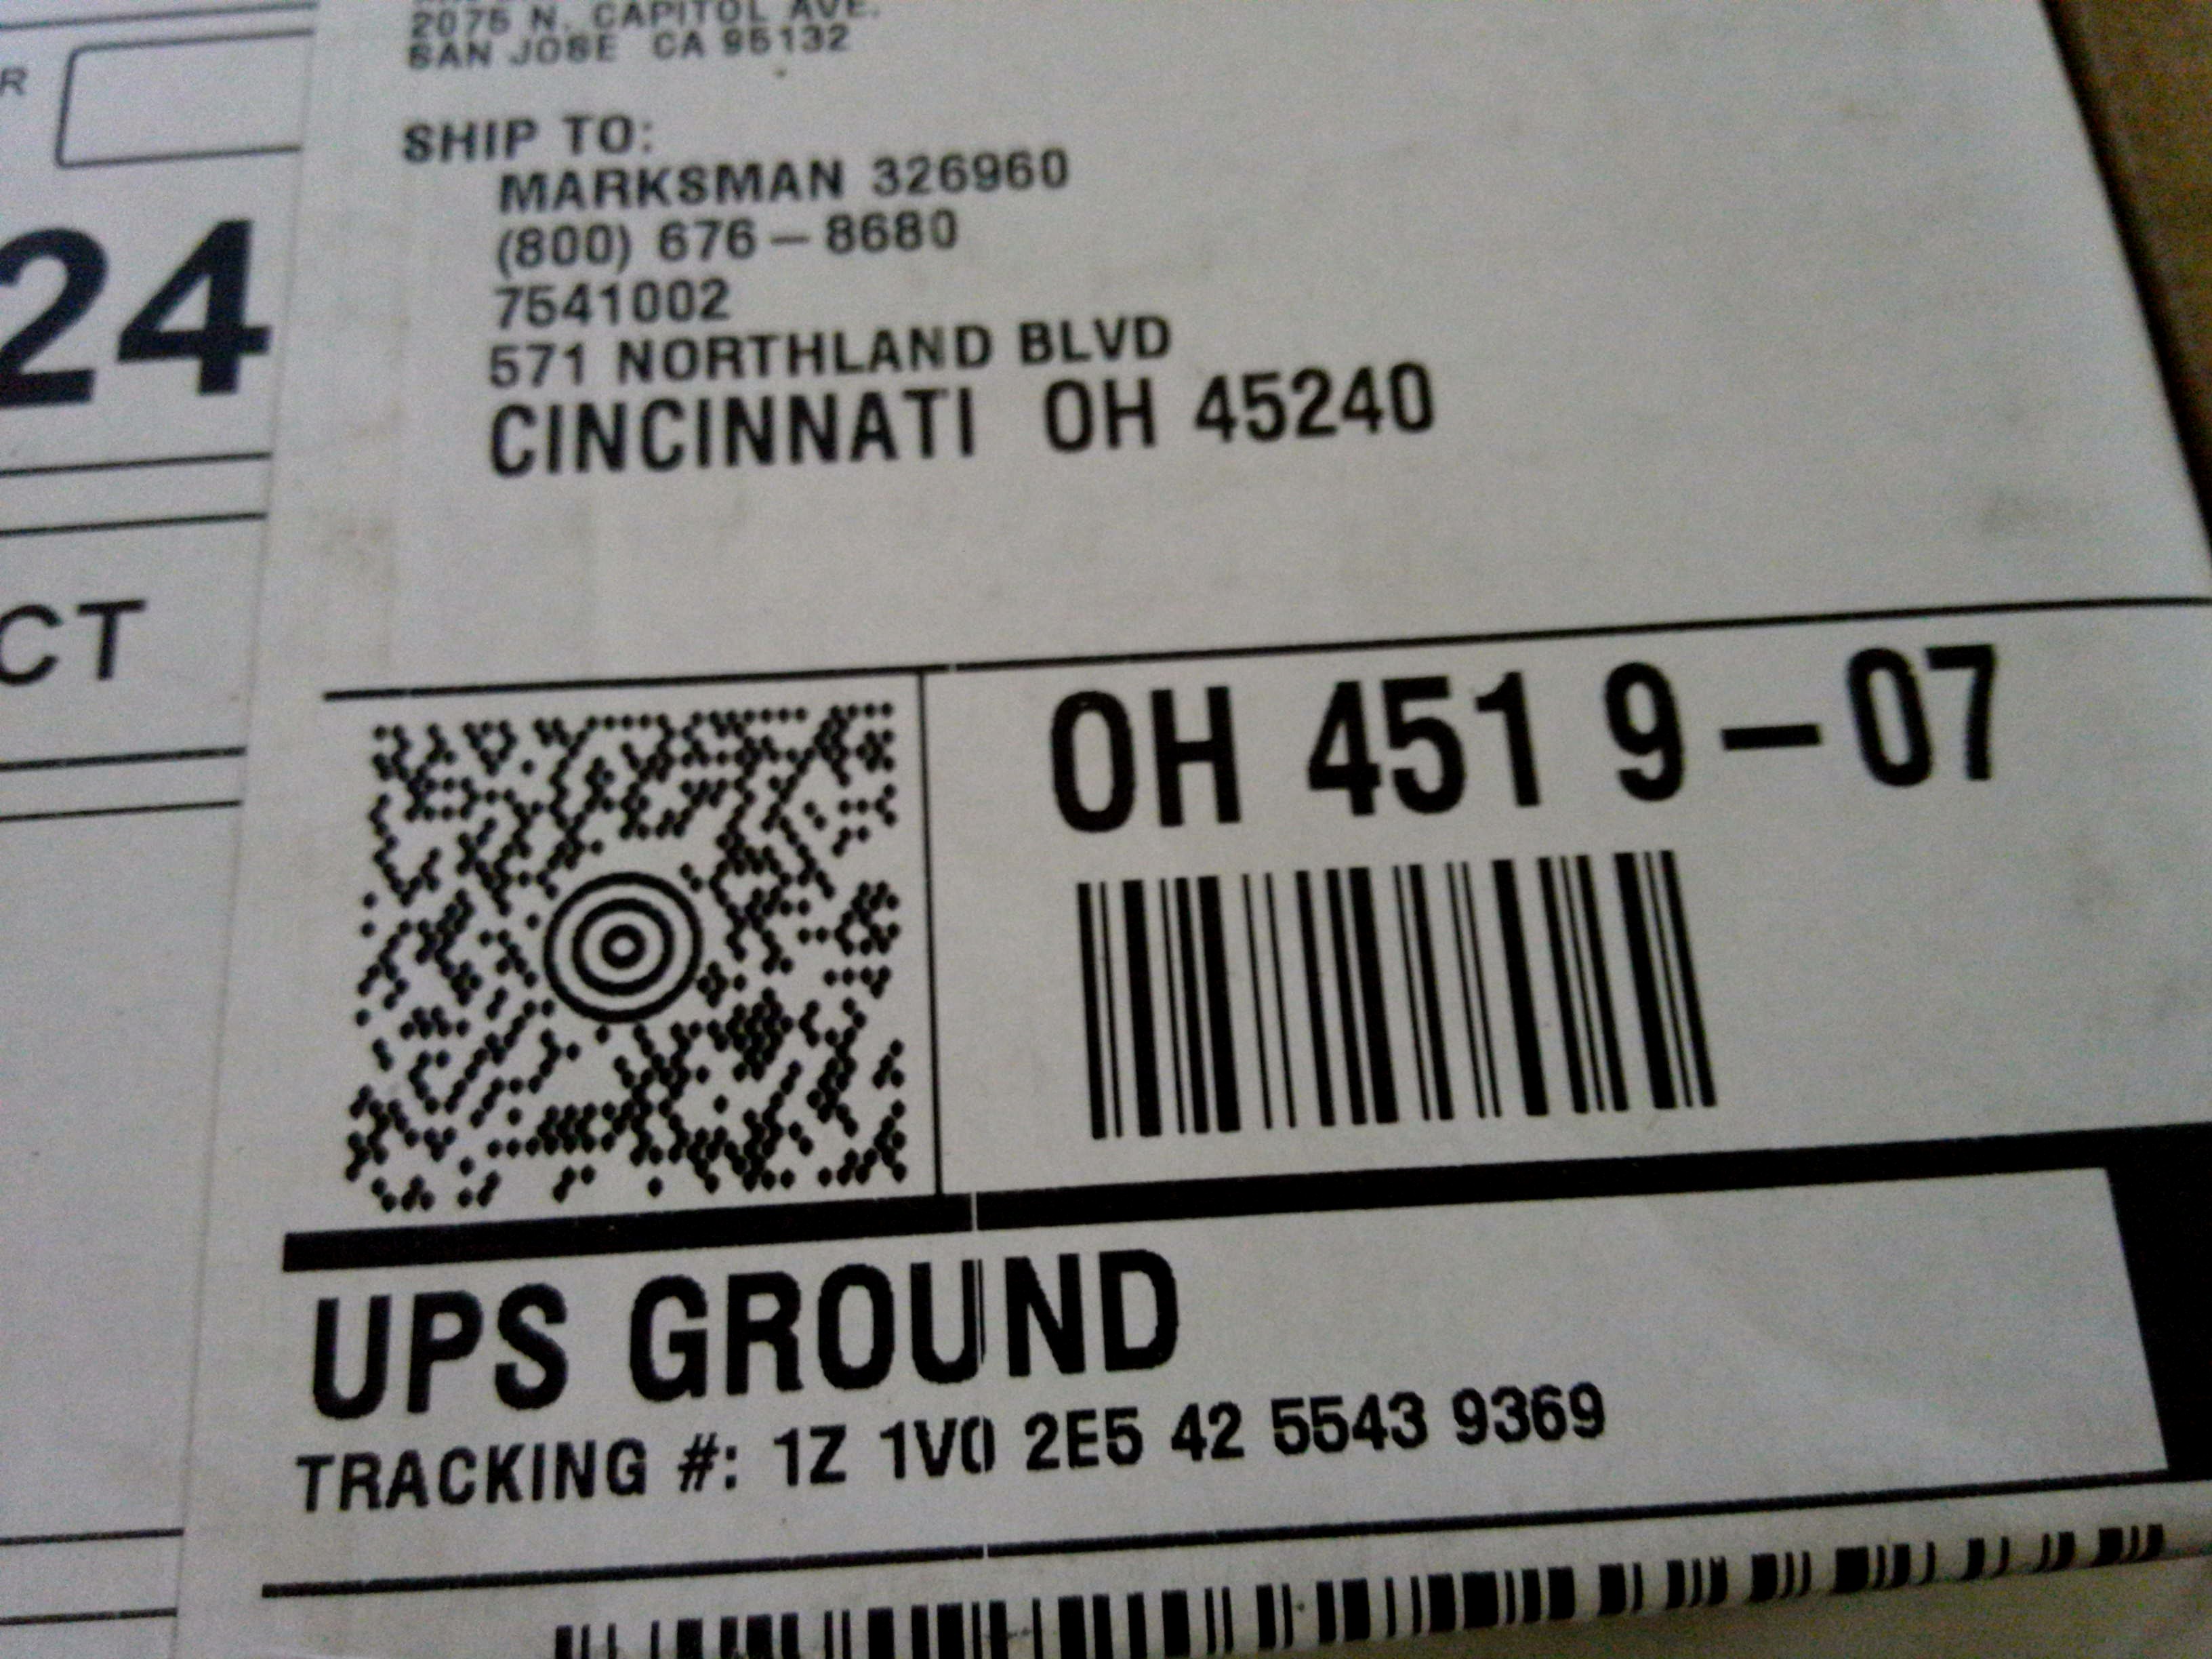 2075 N. CAPITOL AVE.
SAN JOSE CA 95132
R
SHIP TO:
MARKSMAN 326960
(800) 676-8680
7541002
571 NORTHLAND BLVD
CINCINNATI OH 45240
24
CT
OH 451 9-07
UPS GROUND
TRACKING #: 1Z 1V0 2E5 42 5543 9369